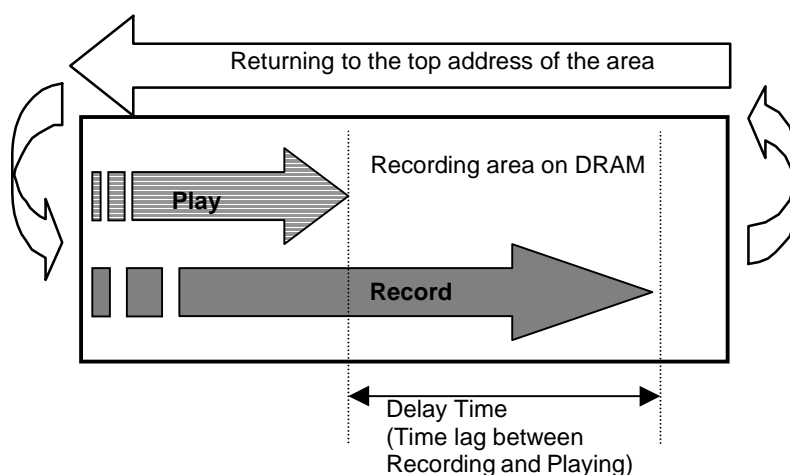 Returning to the top address of the area
Recording area on DRAM
Play
Record
Delay Time
(Time lag between
Recording and Playing)